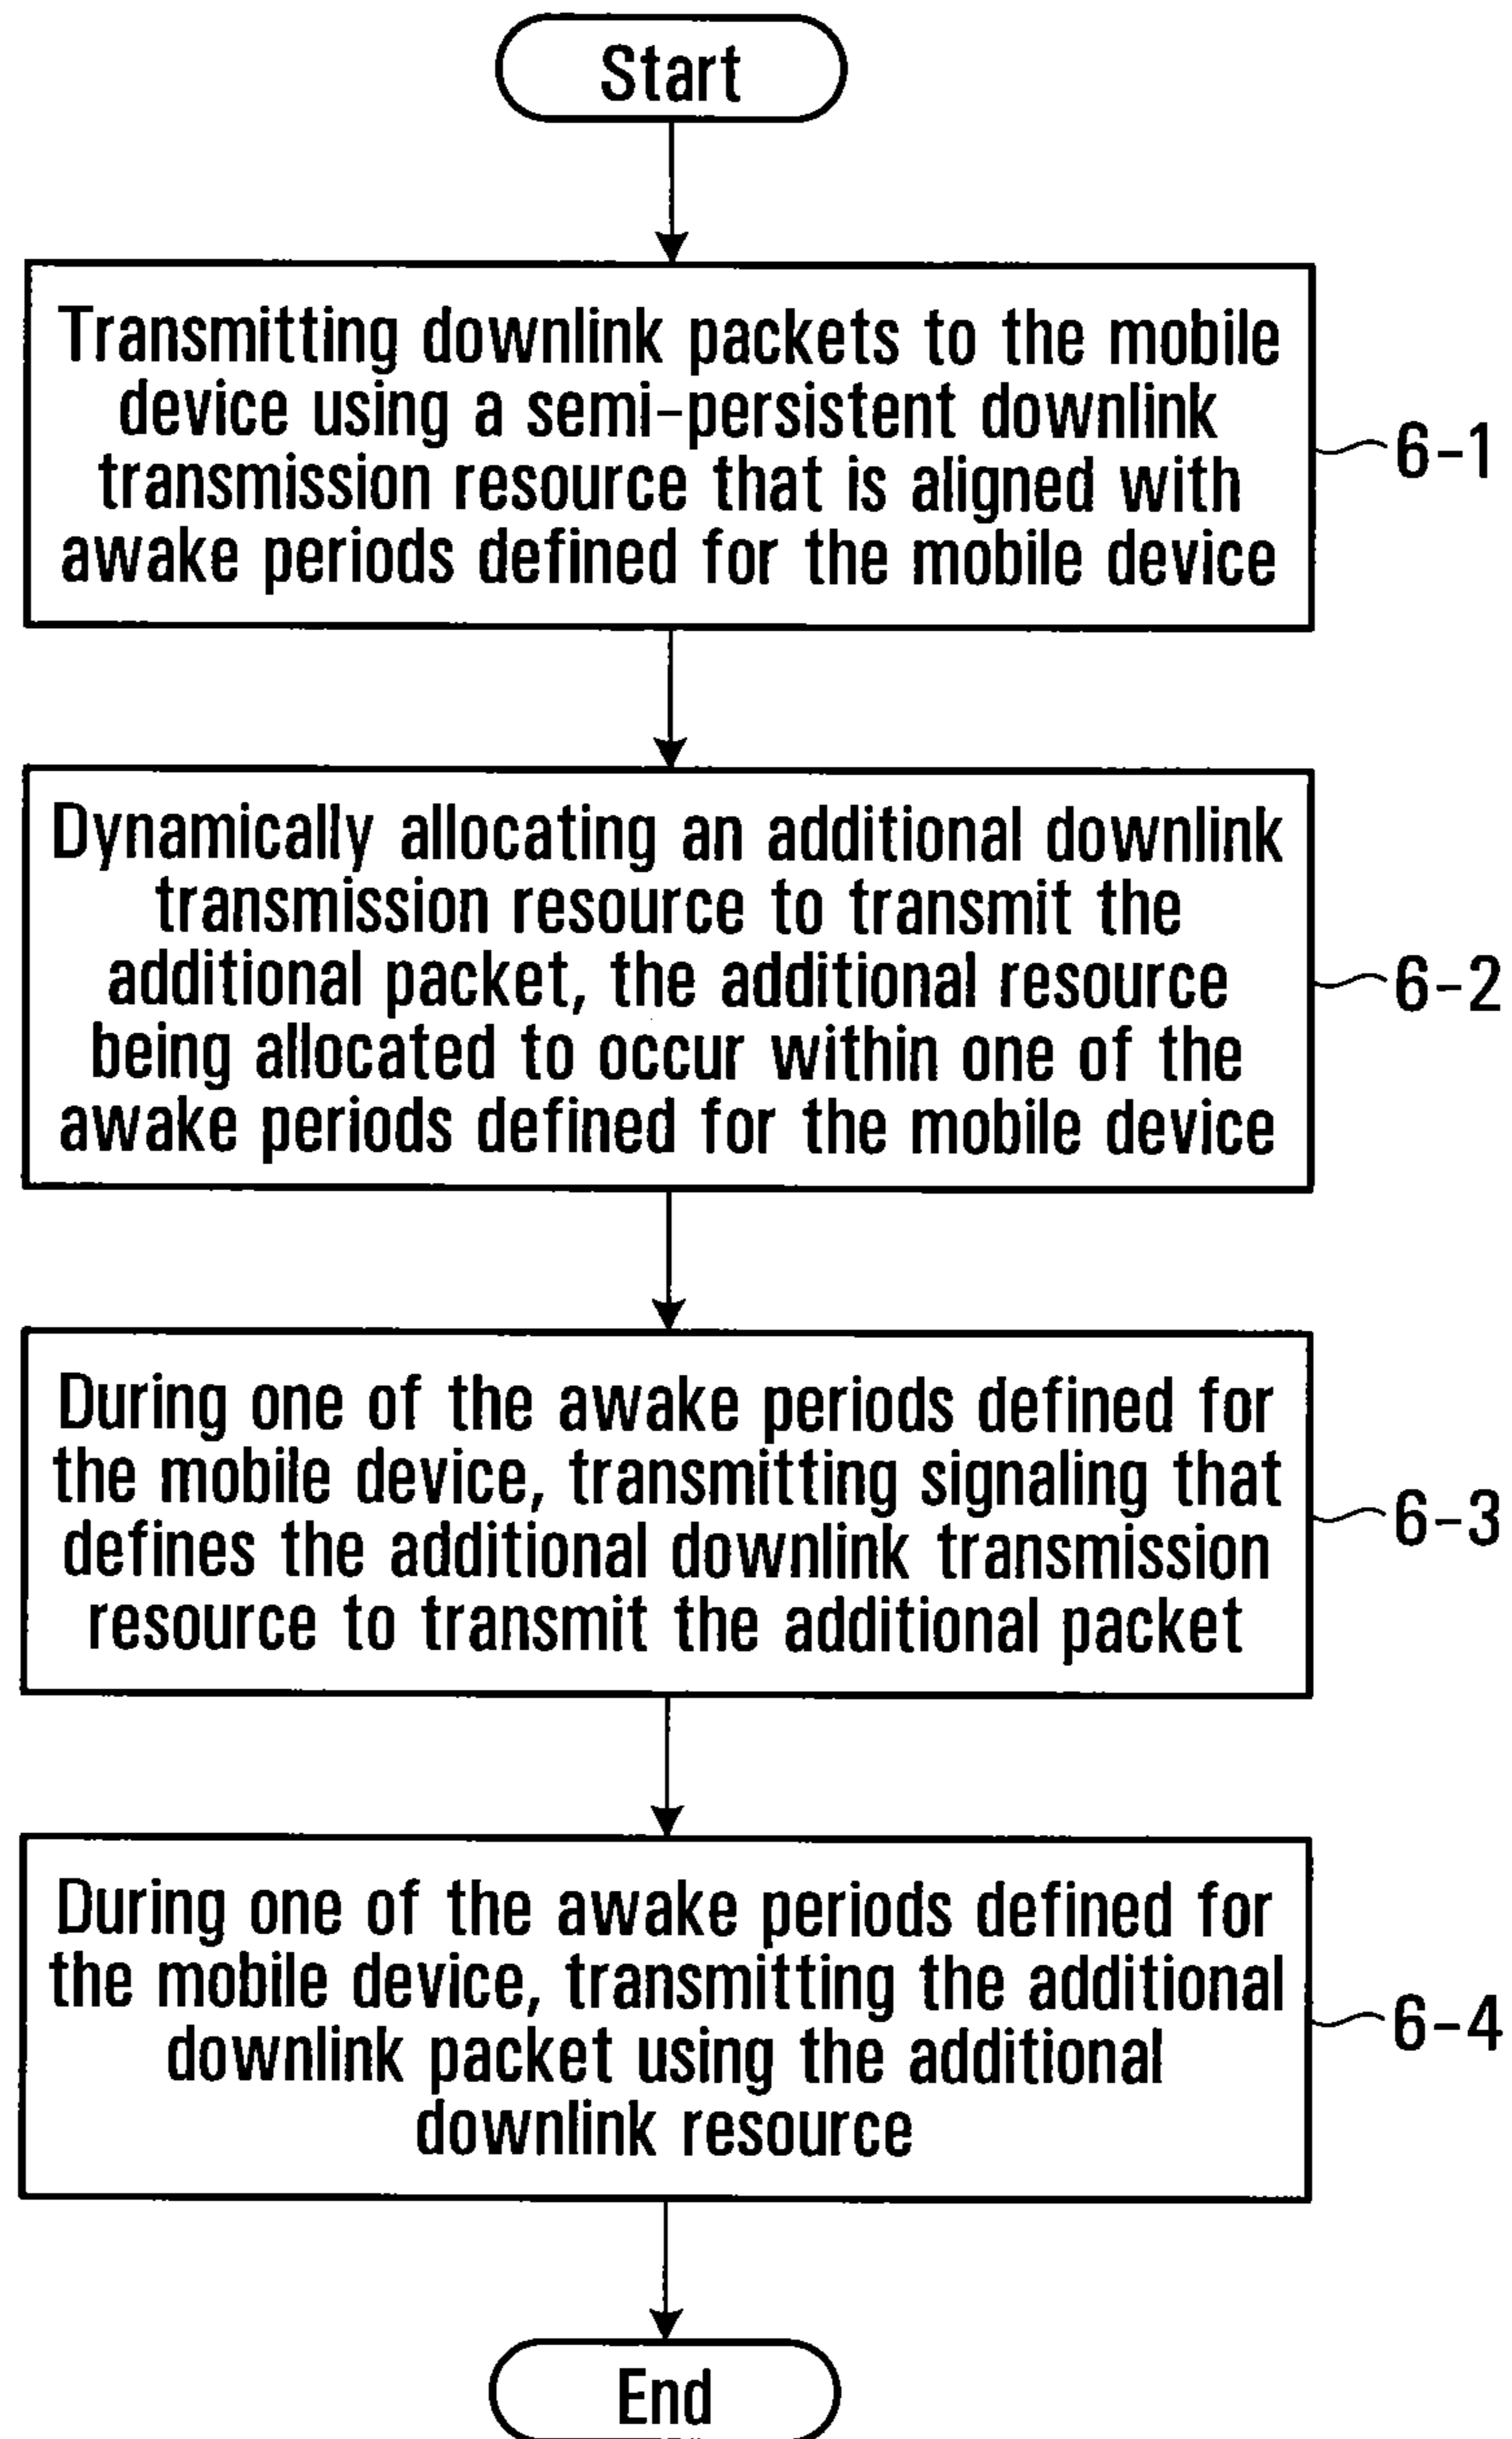 Start
Transmitting downlink packets to the mobile
device using a semi-persistent downlink
transmission resource that is aligned with
awake periods defined for the mobile device
6-1
Dynamically allocating an additional downlink
transmission resource to transmit the
additional packet, the additional resource
being allocated to occur within one of the
awake periods defined for the mobile device
6-2
During one of the awake periods defined for
the mobile device, transmitting signaling that
defines the additional downlink transmission
resource to transmit the additional packet
6-3
During one of the awake periods defined for
the mobile device, transmitting the additional
downlink packet using the additional
downlink resource
6-4
End